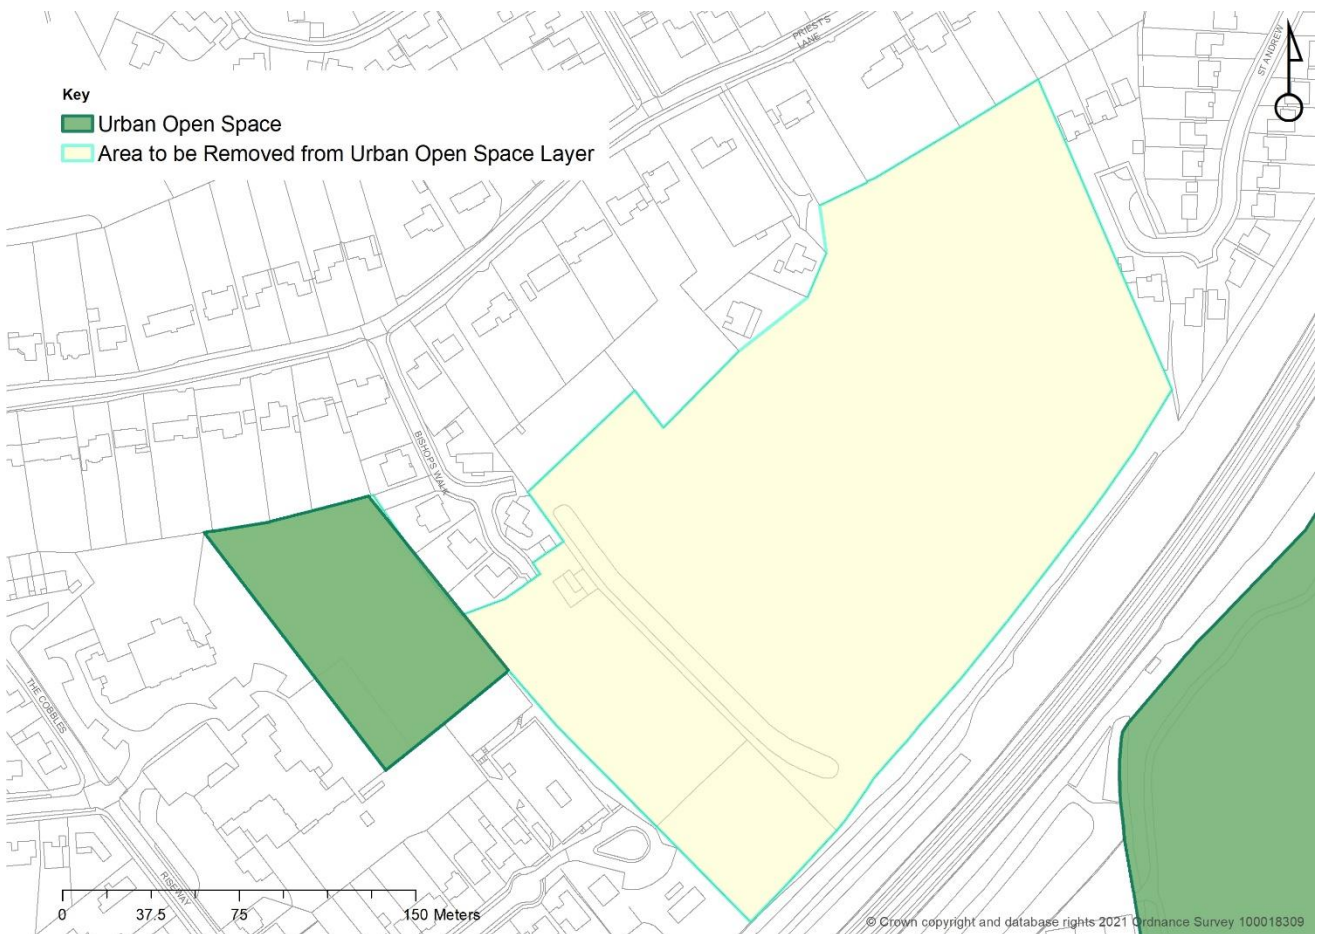 PRIEST'S
LANE
ST ANDREW
Key
Urban Open Space
Area to be Removed from Urban Open Space Layer
BISHOPS WALK
THE COBBLES
RISEWAY
0 37.5 75 150 Meters
© Crown copyright and database rights 2021 Ordnance Survey 100018309